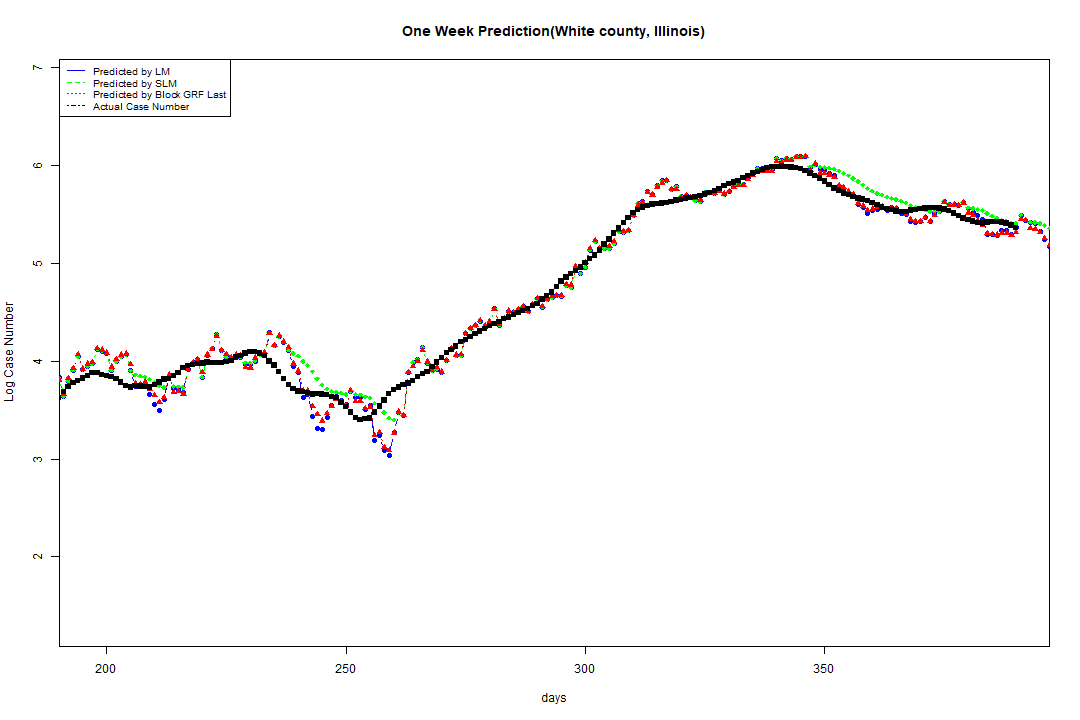 One Week Prediction(White county, Illinois)
Predicted by LM
Predicted by SLM
Predicted by Block GRF Last
Actual Case Number
7
6
5
4
3
2
Log Case Number
200
250
300
350
days